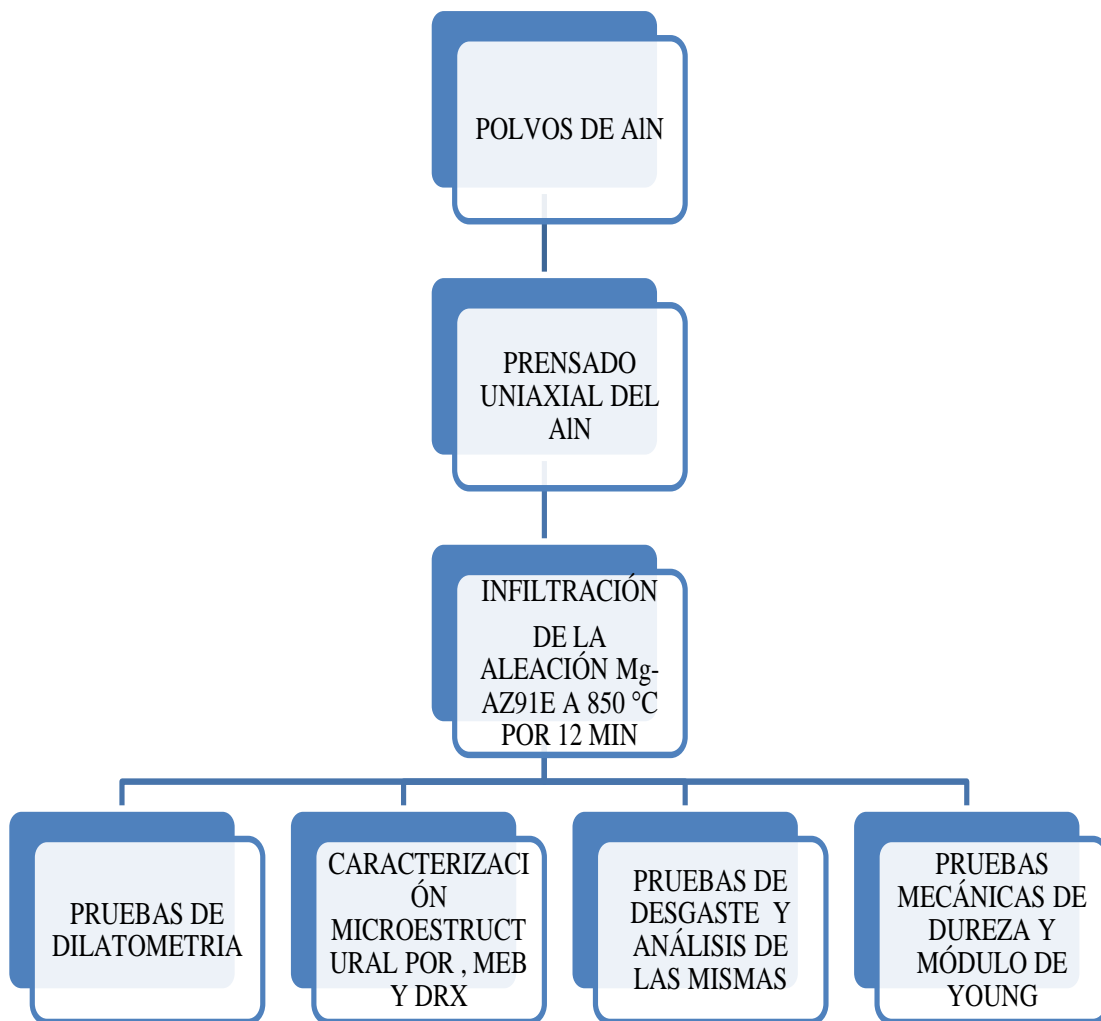 POLVOS DE AlN
PRENSADO
UNIAXIAL DEL
AlN
INFILTRACIÓN
DE LA
ALEACIÓN Mg-
AZ91E A 850 °C
POR 12 MIN
PRUEBAS DE
DILATOMETRIA
CARACTERIZACI
ÓN
MICROESTRUCT
URAL POR , MEB
Y DRX
PRUEBAS DE
DESGASTE Y
ANÁLISIS DE
LAS MISMAS
PRUEBAS
MECÁNICAS DE
DUREZA Y
MÓDULO DE
YOUNG